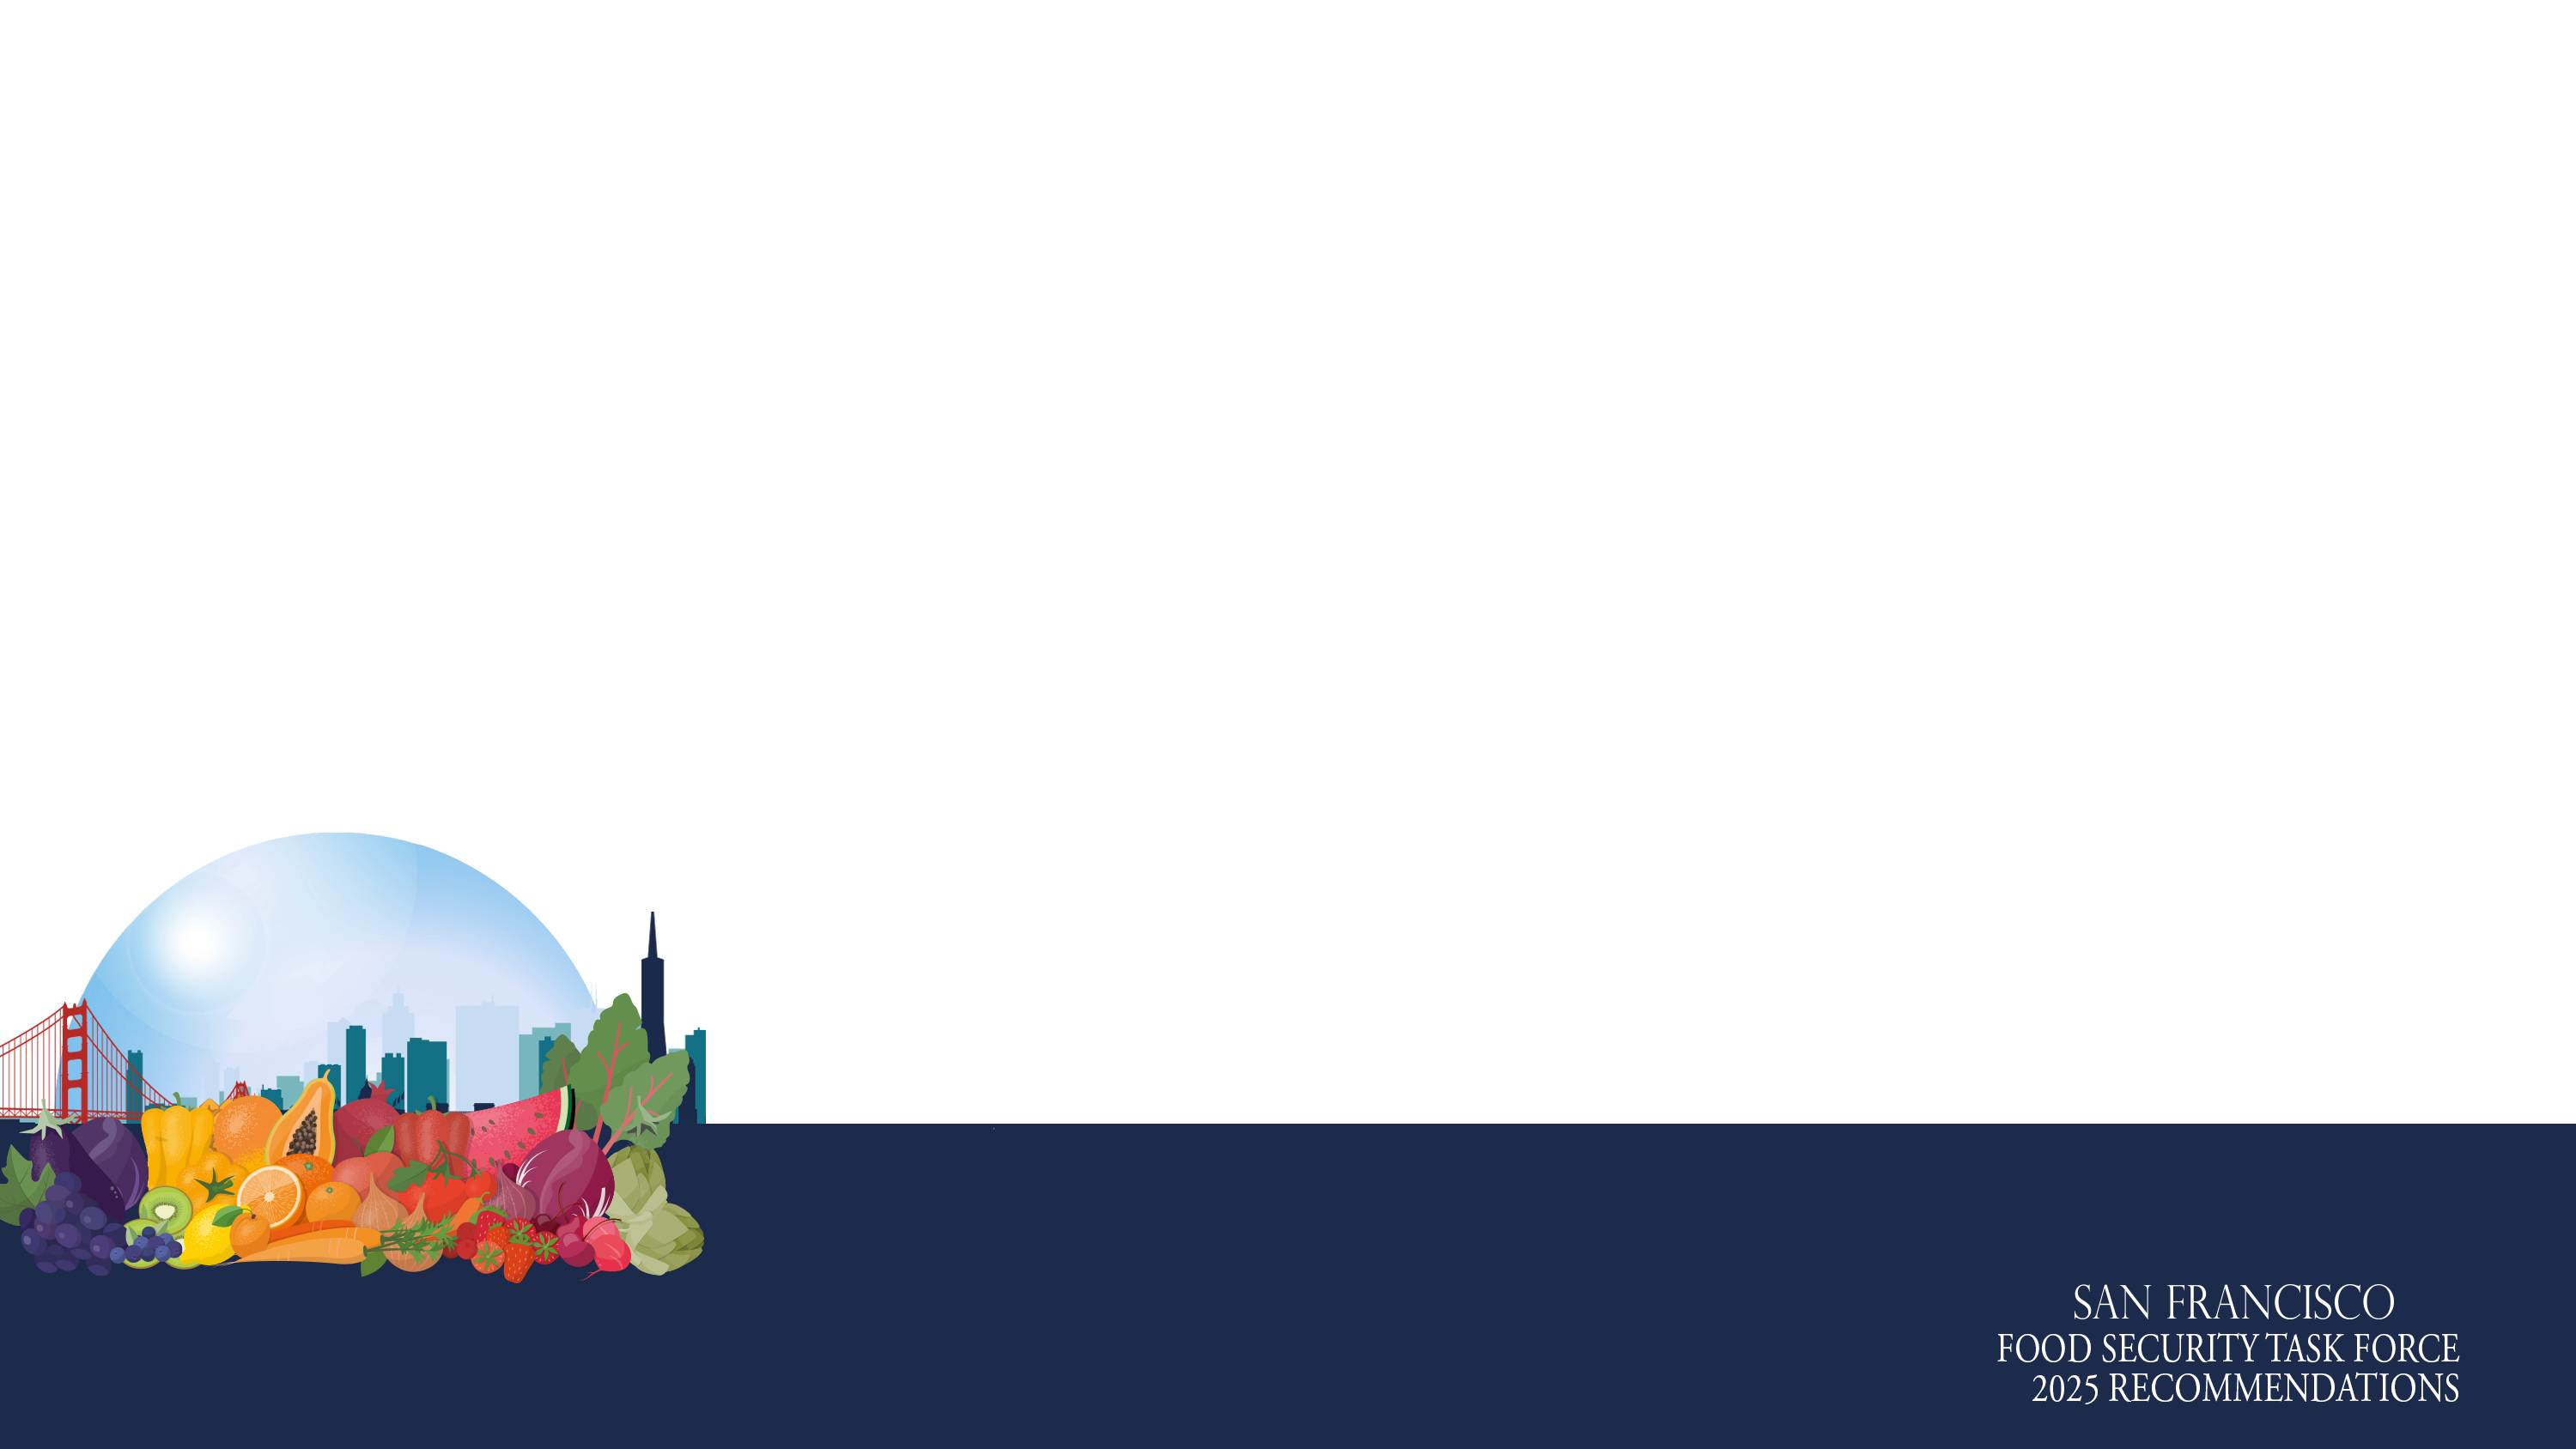 SAN FRANCISCO
FOOD SECURITY TASK FORCE
2025 RECOMMENDATIONS